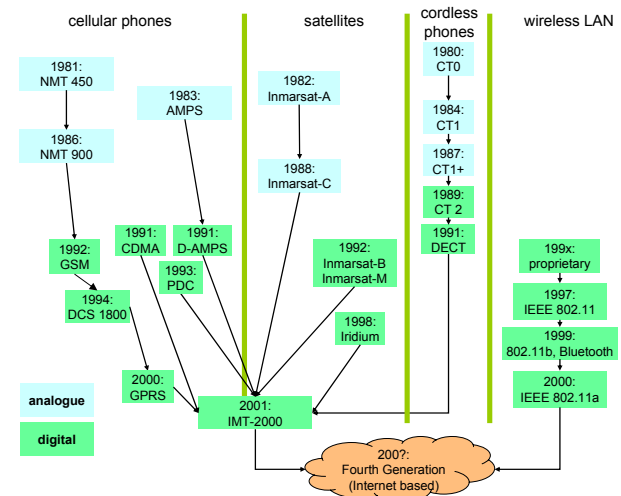 cellular phones
satellites
cordless
phones
wireless LAN
1981:
NMT 450
1986:
NMT 900
1983:
AMPS
1992:
GSM
1994:
DCS 1800
1991:
CDMA
1991:
D-AMPS
1993:
PDC
2000:
GPRS
1982:
Inmarsat-A
1988:
Inmarsat-C
1992:
Inmarsat-B
Inmarsat-M
1998:
Iridium
1980:
CT0
1984:
CT1
1987:
CT1+
1989:
CT 2
1991:
DECT
199x:
proprietary
1997:
IEEE 802.11
1999:
802.11b, Bluetooth
2000:
IEEE 802.11a
analogue
digital
2001:
IMT-2000
200?:
Fourth Generation
(Internet based)